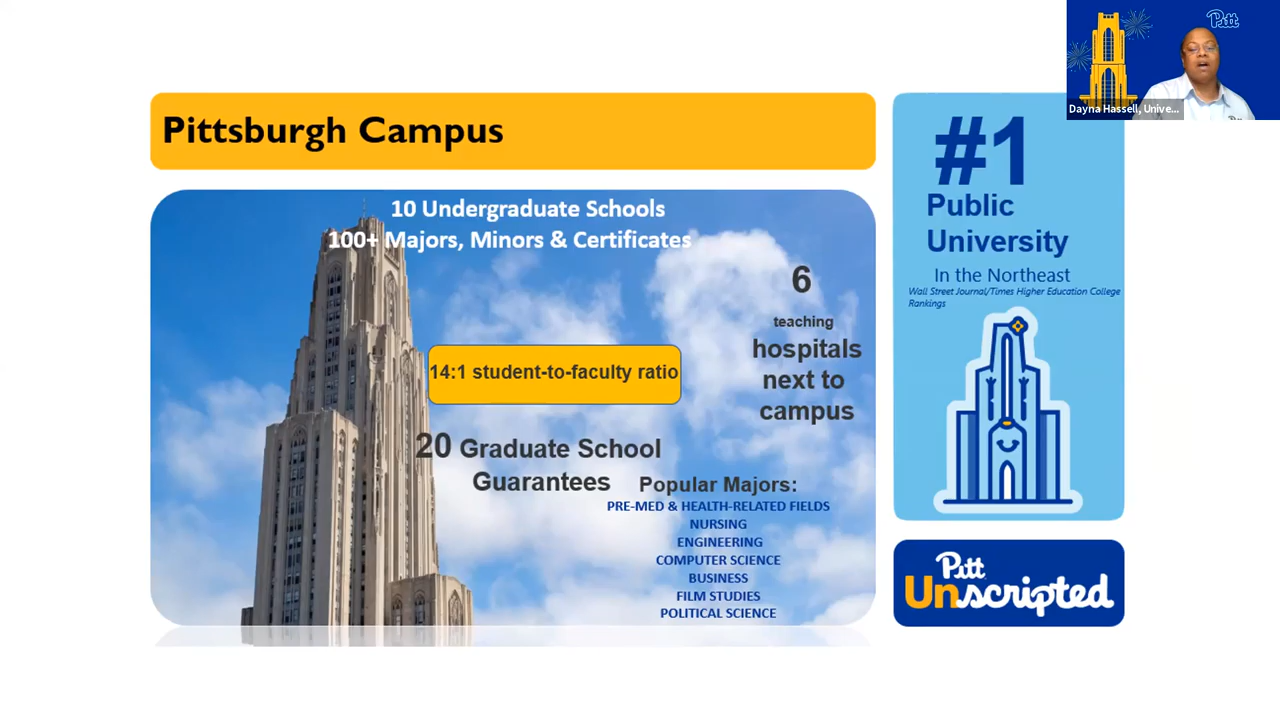 Pitt
Dayna Hassell, Unive...
Pittsburgh Campus
10 Undergraduate Schools
100+ Majors, Minors & Certificates
6
teaching
hospitals
next to
campus
14:1 student-to-faculty ratio
20 Graduate School
Guarantees
Popular Majors:
PRE-MED & HEALTH-RELATED FIELDS
NURSING
ENGINEERING
COMPUTER SCIENCE
BUSINESS
FILM STUDIES
POLITICAL SCIENCE
#1
Public
University
In the Northeast
Wall Street Journal/Times Higher Education College
Rankings
Pitt
Unscripted